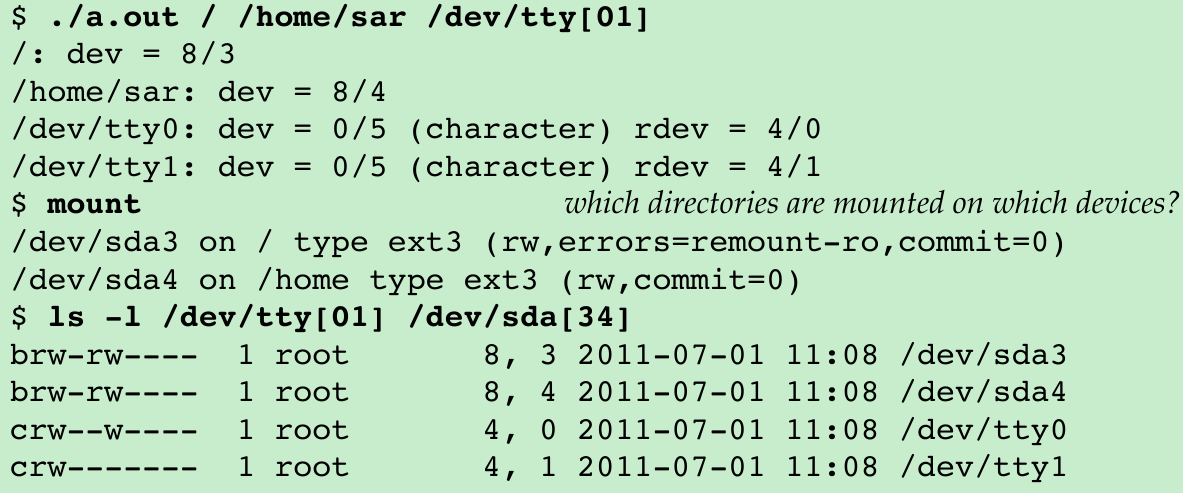 $ ./a.out / /home/sar /dev/tty[01]
/: dev = 8/3
/home/sar: dev = 8/4
/dev/tty0: dev = 0/5 (character) rdev = 4/0
/dev/tty1: dev = 0/5 (character) rdev = 4/1
$ mount which directories are mounted on which devices?
/dev/sda3 on / type ext3 (rw,errors=remount-ro,commit=0)
/dev/sda4 on /home type ext3 (rw,commit=0)
$ ls -l /dev/tty[01] /dev/sda[34]
brw-rw---- 1 root 8, 3 2011-07-01 11:08 /dev/sda3
brw-rw---- 1 root 8, 4 2011-07-01 11:08 /dev/sda4
crw--w---- 1 root 4, 0 2011-07-01 11:08 /dev/tty0
crw------- 1 root 4, 1 2011-07-01 11:08 /dev/tty1